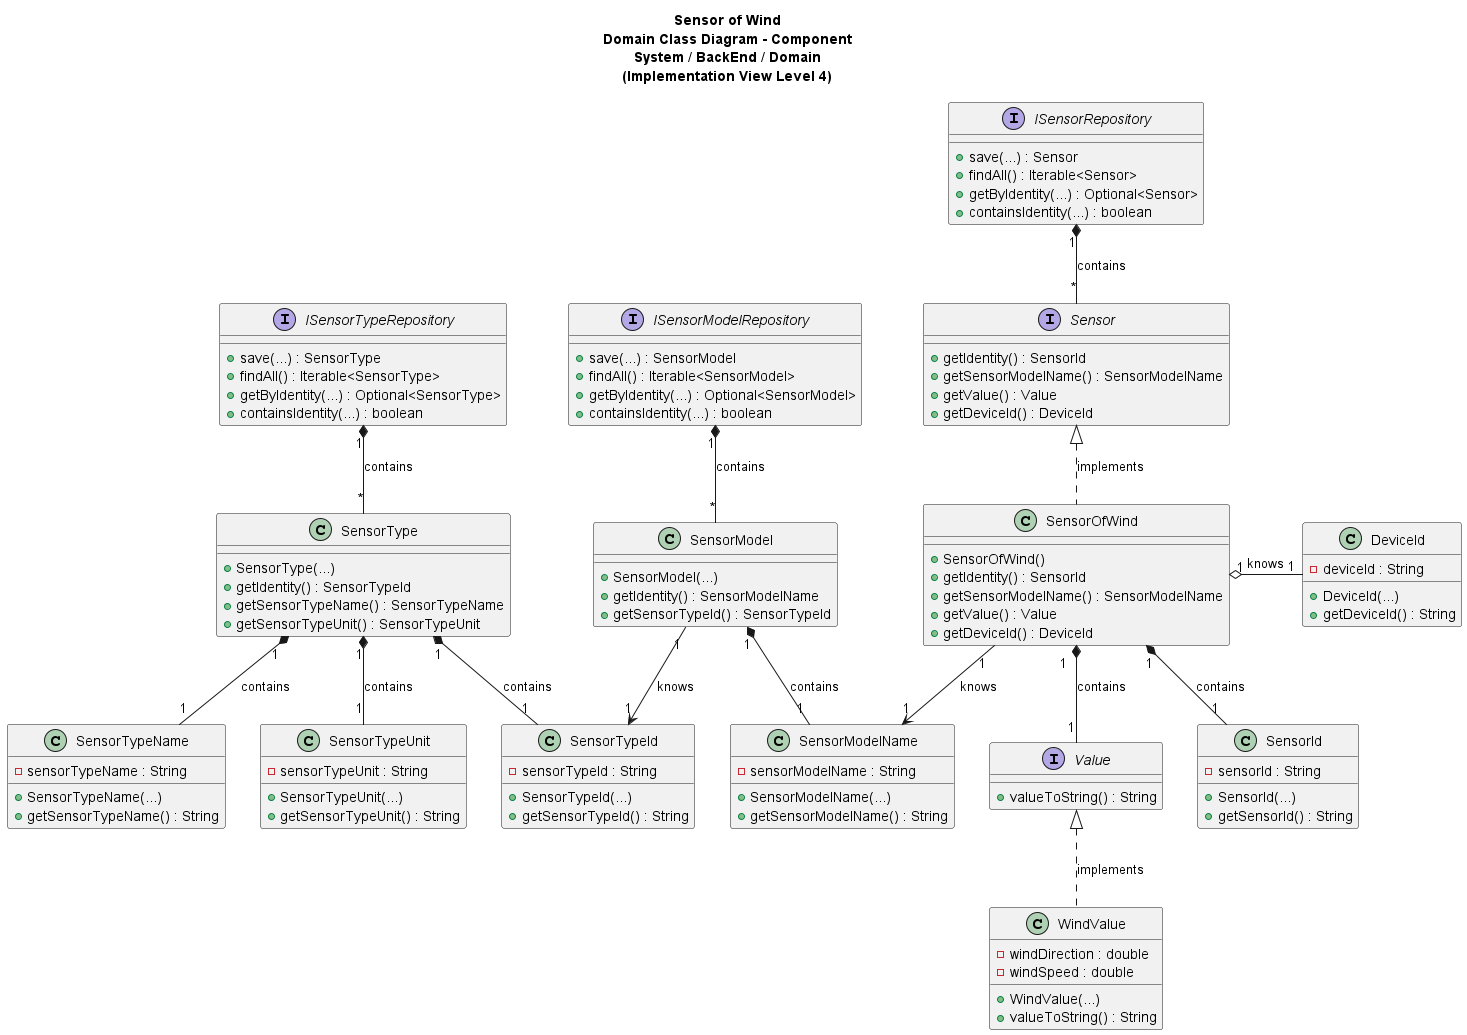 Sensor of Wind
Domain Class Diagram - Component
System / BackEnd / Domain
(Implementation View Level 4)
I ISensorRepository
save(...) : Sensor
findAll() : Iterable<Sensor>
getByIdentity(...) : Optional<Sensor>
containsIdentity(...) : boolean
1
contains
*
I ISensorTypeRepository
save(...) : SensorType
findAll() : Iterable<SensorType>
getByIdentity(...) : Optional<SensorType>
containsIdentity(...) : boolean
I ISensorModelRepository
save(...) : SensorModel
findAll() : Iterable<SensorModel>
getByIdentity(...) : Optional<SensorModel>
containsIdentity(...) : boolean
I Sensor
getIdentity() : SensorId
getSensorModelName() : SensorModelName
getValue() : Value
getDeviceId() : DeviceId
1
contains
*
1
contains
*
implements
C SensorType
SensorType(...)
getIdentity() : SensorTypeId
getSensorTypeName() : SensorTypeName
getSensorTypeUnit() : SensorTypeUnit
C SensorModel
SensorModel(...)
getIdentity() : SensorModelName
getSensorTypeId() : SensorTypeId
C SensorOfWind
SensorOfWind()
getIdentity() : SensorId
getSensorModelName() : SensorModelName
getValue() : Value
getDeviceId() : DeviceId
1 knows 1
C DeviceId
deviceId : String
DeviceId(...)
getDeviceId() : String
1
contains
1
1
contains
1
1
contains
1
1
knows
1
1
contains
1
1
knows
1
1
contains
1
1
contains
1
C SensorTypeName
sensorTypeName : String
SensorTypeName(...)
getSensorTypeName() : String
C SensorTypeUnit
sensorTypeUnit : String
SensorTypeUnit(...)
getSensorTypeUnit() : String
C SensorTypeId
sensorTypeId : String
SensorTypeId(...)
getSensorTypeId() : String
C SensorModelName
sensorModelName : String
SensorModelName(...)
getSensorModelName() : String
I Value
valueToString() : String
C SensorId
sensorId : String
SensorId(...)
getSensorId() : String
implements
C WindValue
windDirection : double
windSpeed : double
WindValue(...)
valueToString() : String